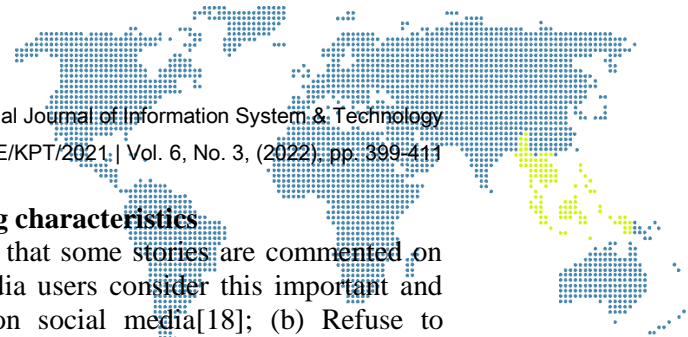 al Journal of Information System & Technology
E/KPT/2021 | Vol. 6, No. 3, (2022), pp. 399-411
g characteristics
that some stories are commented on
dia users consider this important and
on social media[18]; (b) Refuse to